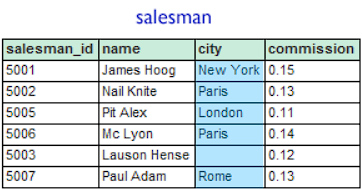 salesman
salesman_id name city commission
5001 James Hoog New York 0.15
5002 Nail Knite Paris 0.13
5005 Pit Alex London 0.11
5006 Mc Lyon Paris 0.14
5003 Lauson Hense 0.12
5007 Paul Adam Rome 0.13